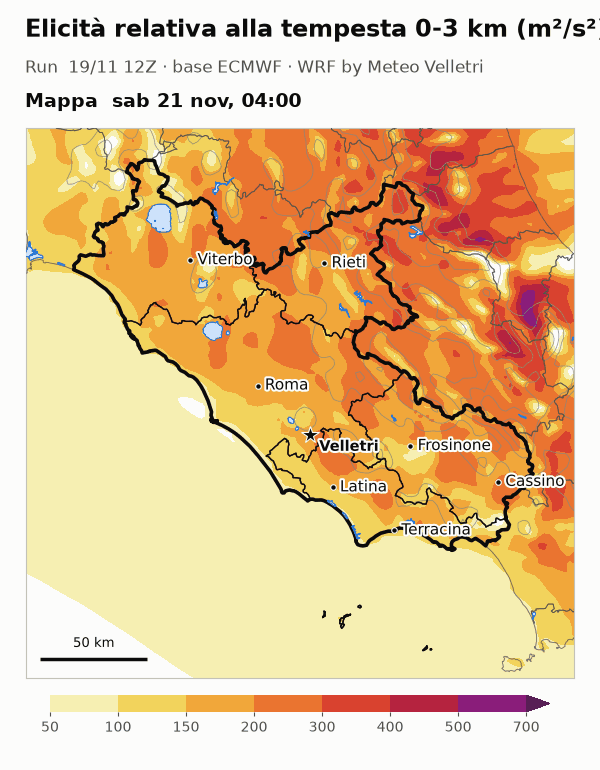 Elicità relativa alla tempesta 0-3 km (m²/s²)
Run 19/11 12Z · base ECMWF · WRF by Meteo Velletri
Mappa sab 21 nov, 04:00
Viterbo
Rieti
Roma
Velletri
Frosinone
Cassino
Latina
Terracina
50 km
50 100 150 200 300 400 500 700